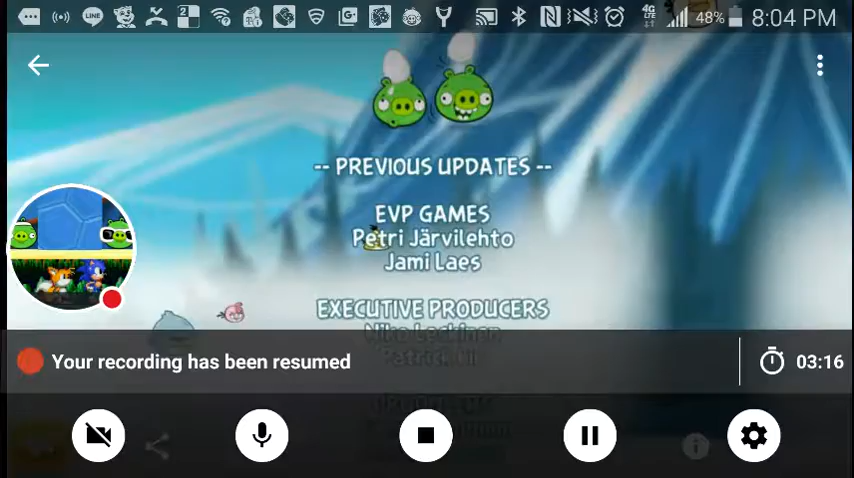 48% 8:04 PM
-- PREVIOUS UPDATES --
EVP GAMES
Petri Järvilehto
Jami Laes
EXECUTIVE PRODUCERS
Your recording has been resumed
03:16